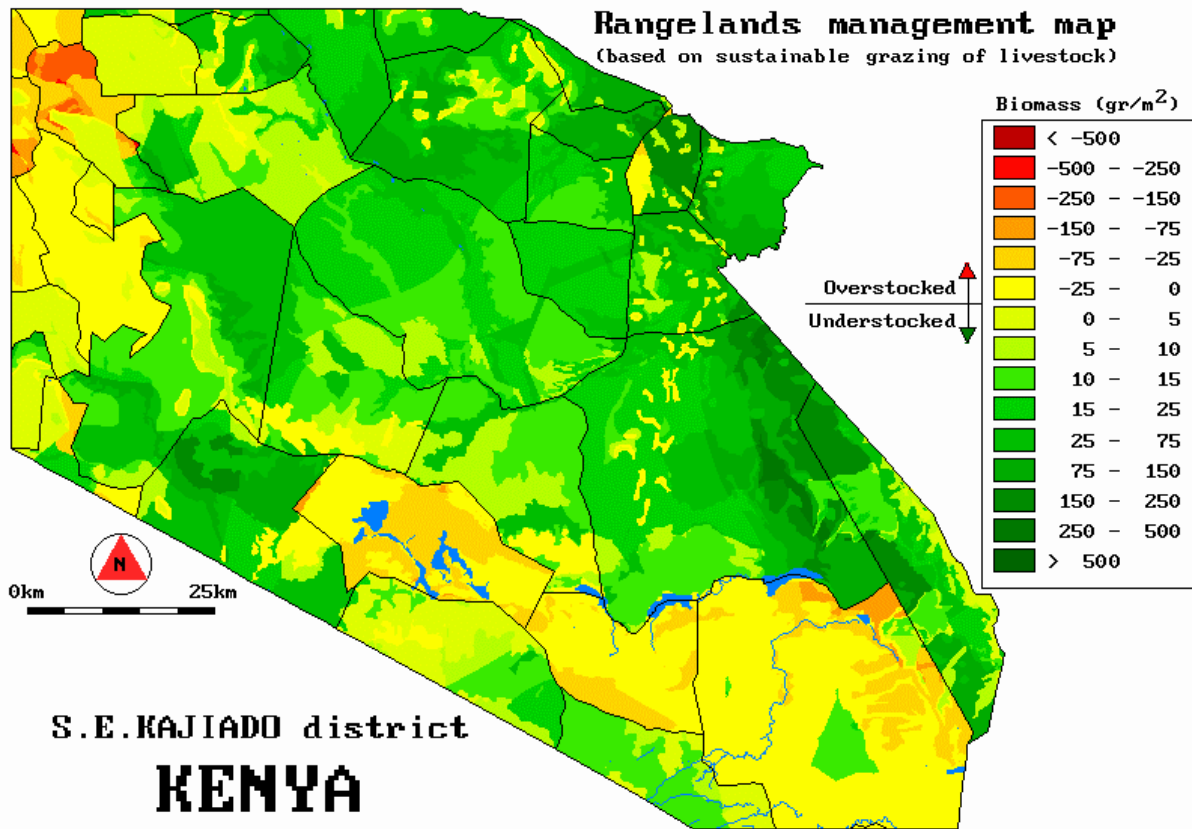 Rangelands management map
(based on sustainable grazing of livestock)
Biomass (gr/m²)
< -500
-500 - -250
-250 - -150
-150 - -75
-75 - -25
-25 - 0
0 - 5
5 - 10
10 - 15
15 - 25
25 - 75
75 - 150
150 - 250
250 - 500
> 500
Overstocked
Understocked
N
0km 25km
S.E.KAJIADO district
KENYA